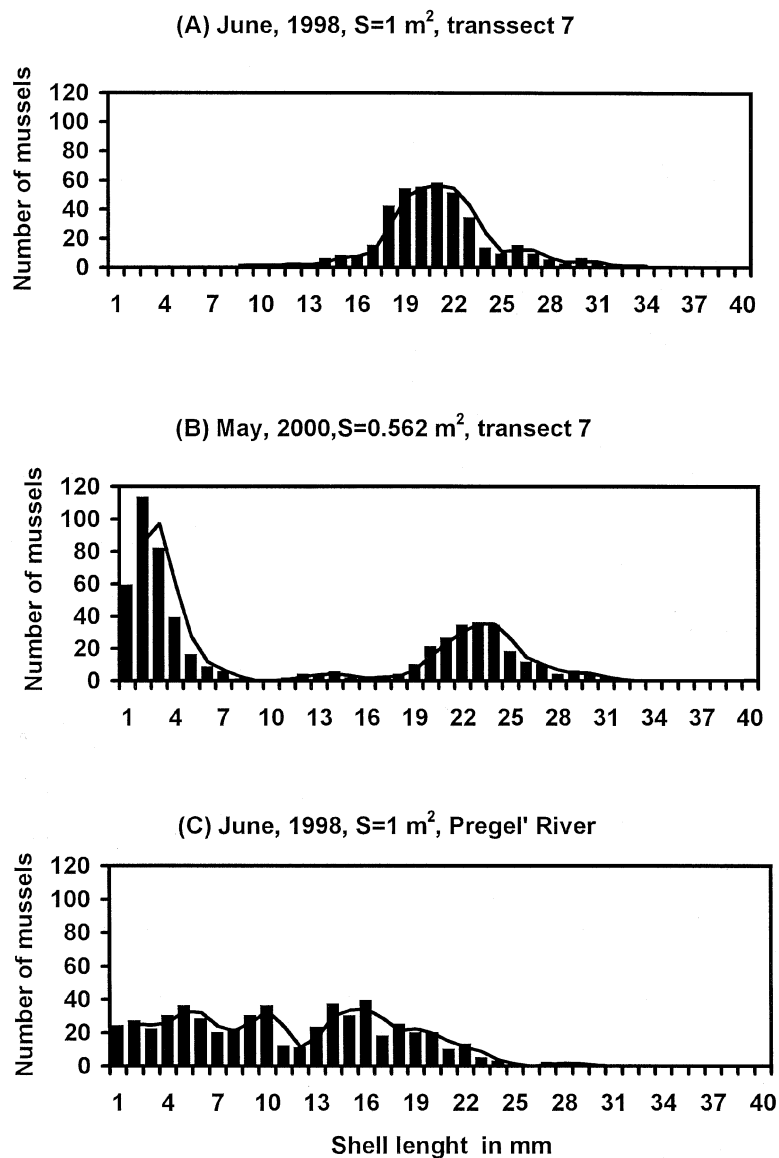 (A) June, 1998, S=1 m², transsect 7
Number of mussels
120
100
80
60
40
20
0
1 4 7 10 13 16 19 22 25 28 31 34 37 40
(B) May, 2000,S=0.562 m², transect 7
Number of mussels
120
100
80
60
40
20
0
1 4 7 10 13 16 19 22 25 28 31 34 37 40
(C) June, 1998, S=1 m², Pregel' River
Number of mussels
120
100
80
60
40
20
0
1 4 7 10 13 16 19 22 25 28 31 34 37 40
Shell lenght in mm